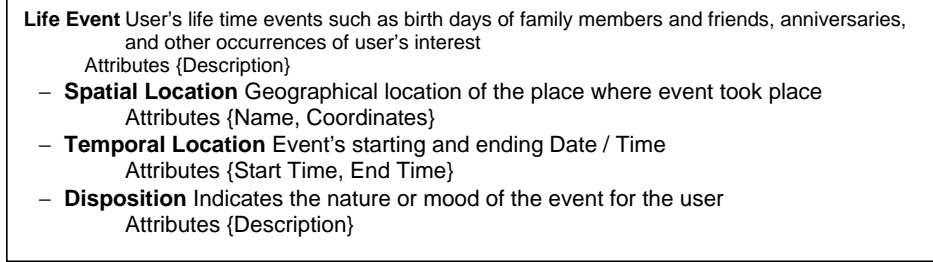 Life Event User's life time events such as birth days of family members and friends, anniversaries,
and other occurrences of user's interest
Attributes {Description}
− Spatial Location Geographical location of the place where event took place
Attributes {Name, Coordinates}
− Temporal Location Event's starting and ending Date / Time
Attributes {Start Time, End Time}
− Disposition Indicates the nature or mood of the event for the user
Attributes {Description}